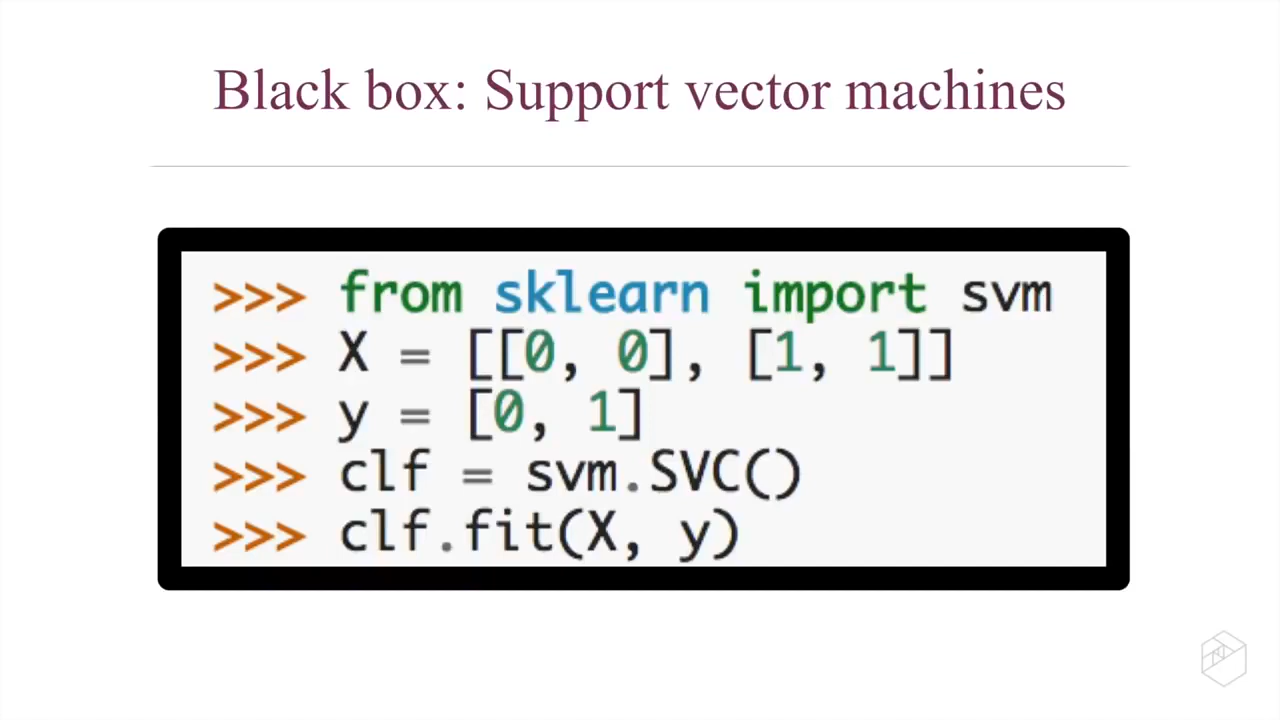 Black box: Support vector machines
>>> from sklearn import svm
>>> X = [[0, 0], [1, 1]]
>>> y = [0, 1]
>>> clf = svm.SVC()
>>> clf.fit(X, y)